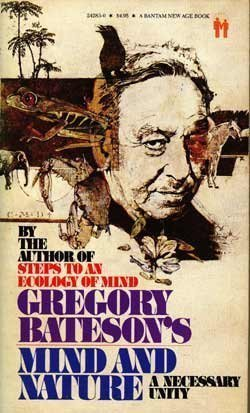 24283-0 ★ $4.95 ★ A BANTAM NEW AGE BOOK
BY
THE
AUTHOR OF
STEPS TO AN
ECOLOGY OF MIND
GREGORY
BATESON'S
MIND AND
NATURE A NECESSARY
UNITY